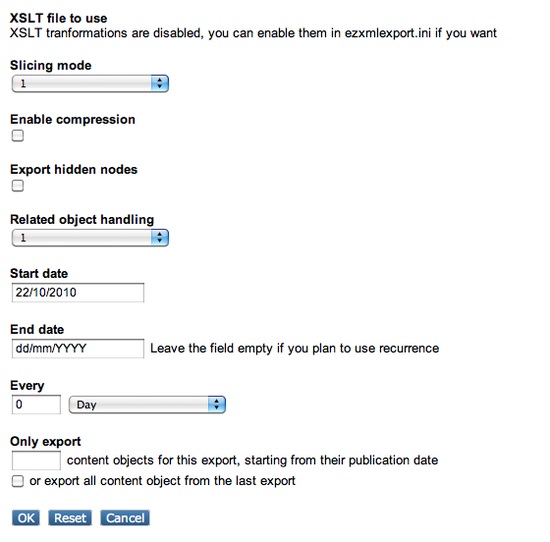 XSLT file to use
XSLT tranformations are disabled, you can enable them in ezxmlexport.ini if you want
Slicing mode
1
Enable compression
Export hidden nodes
Related object handling
1
Start date
22/10/2010
End date
dd/mm/YYYY Leave the field empty if you plan to use recurrence
Every
0 Day
Only export
content objects for this export, starting from their publication date
or export all content object from the last export
OK Reset Cancel